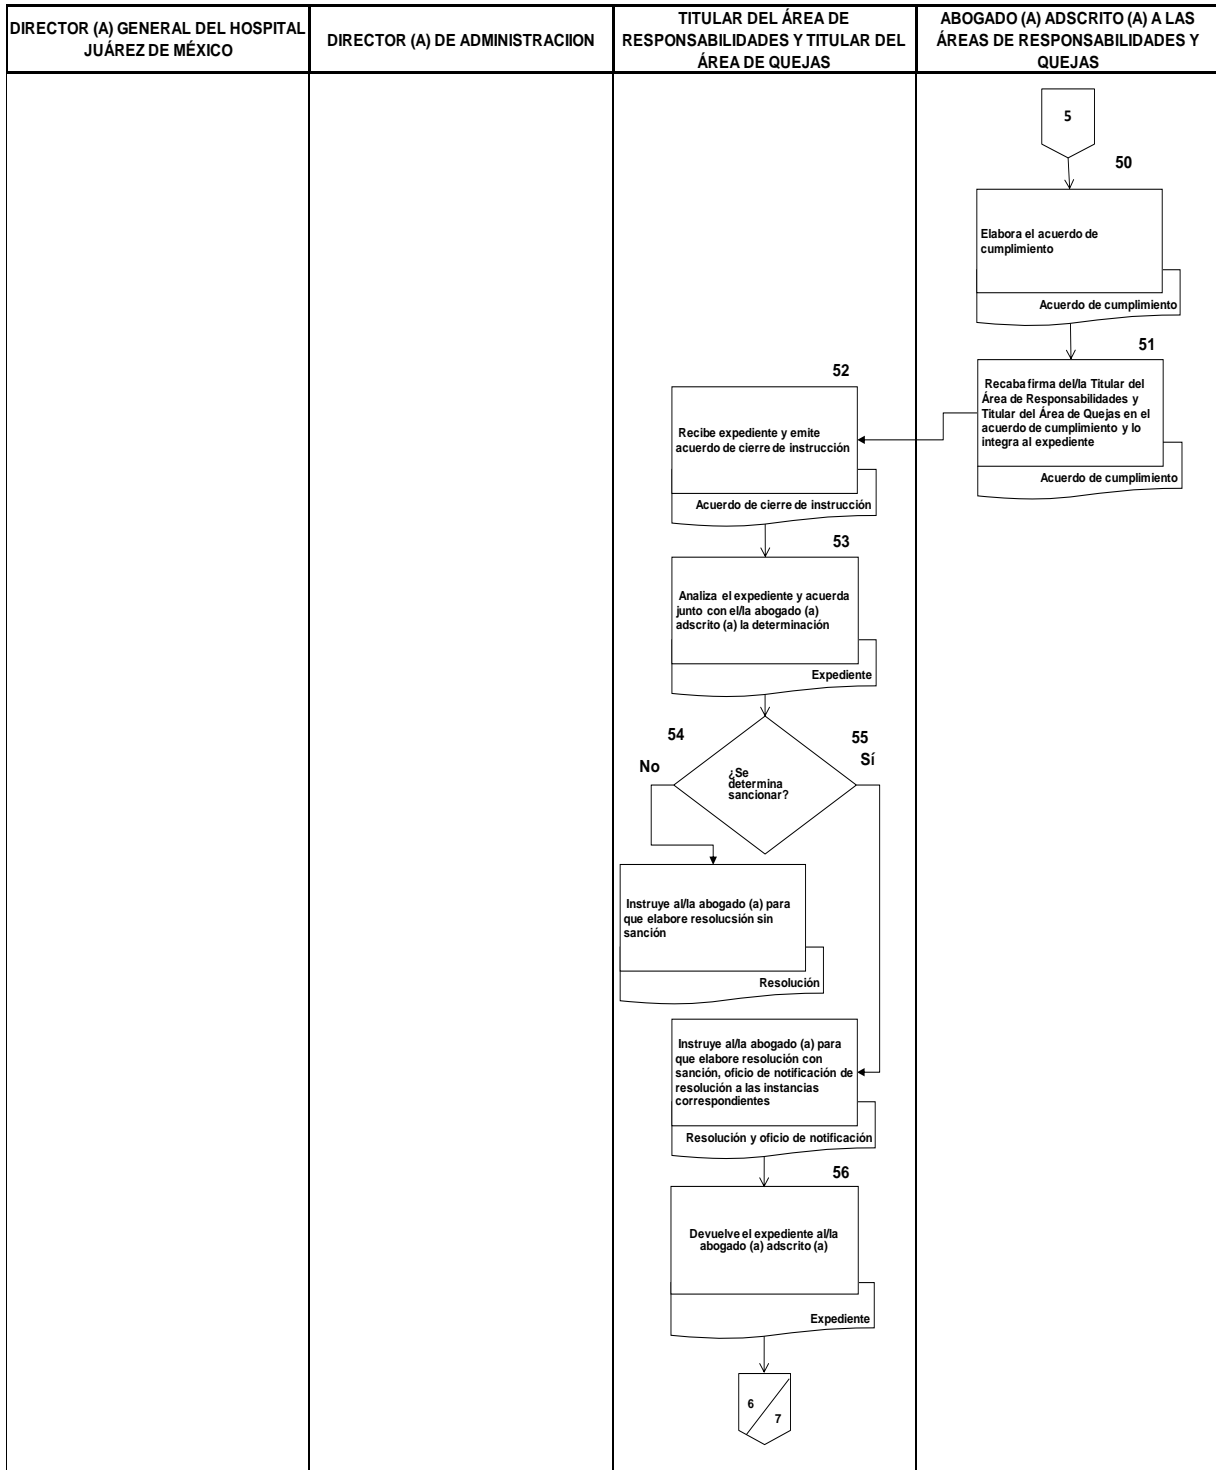 DIRECTOR (A) GENERAL DEL HOSPITAL
JUÁREZ DE MÉXICO
DIRECTOR (A) DE ADMINISTRACIION
TITULAR DEL ÁREA DE
RESPONSABILIDADES Y TITULAR DEL
ÁREA DE QUEJAS
ABOGADO (A) ADSCRITO (A) A LAS
ÁREAS DE RESPONSABILIDADES Y
QUEJAS
5
50
Elabora el acuerdo de
cumplimiento
Acuerdo de cumplimiento
51
Recaba firma del/la Titular del
Área de Responsabilidades y
Titular del Área de Quejas en el
acuerdo de cumplimiento y lo
integra al expediente
Acuerdo de cumplimiento
52
Recibe expediente y emite
acuerdo de cierre de instrucción
Acuerdo de cierre de instrucción
53
Analiza el expediente y acuerda
junto con el/la abogado (a)
adscrito (a) la determinación
Expediente
54
No
55
Sí
¿Se
determina
sancionar?
Instruye al/la abogado (a) para
que elabore resolucsión sin
sanción
Resolución
Instruye al/la abogado (a) para
que elabore resolución con
sanción, oficio de notificación de
resolución a las instancias
correspondientes
Resolución y oficio de notificación
56
Devuelve el expediente al/la
abogado (a) adscrito (a)
Expediente
6
7